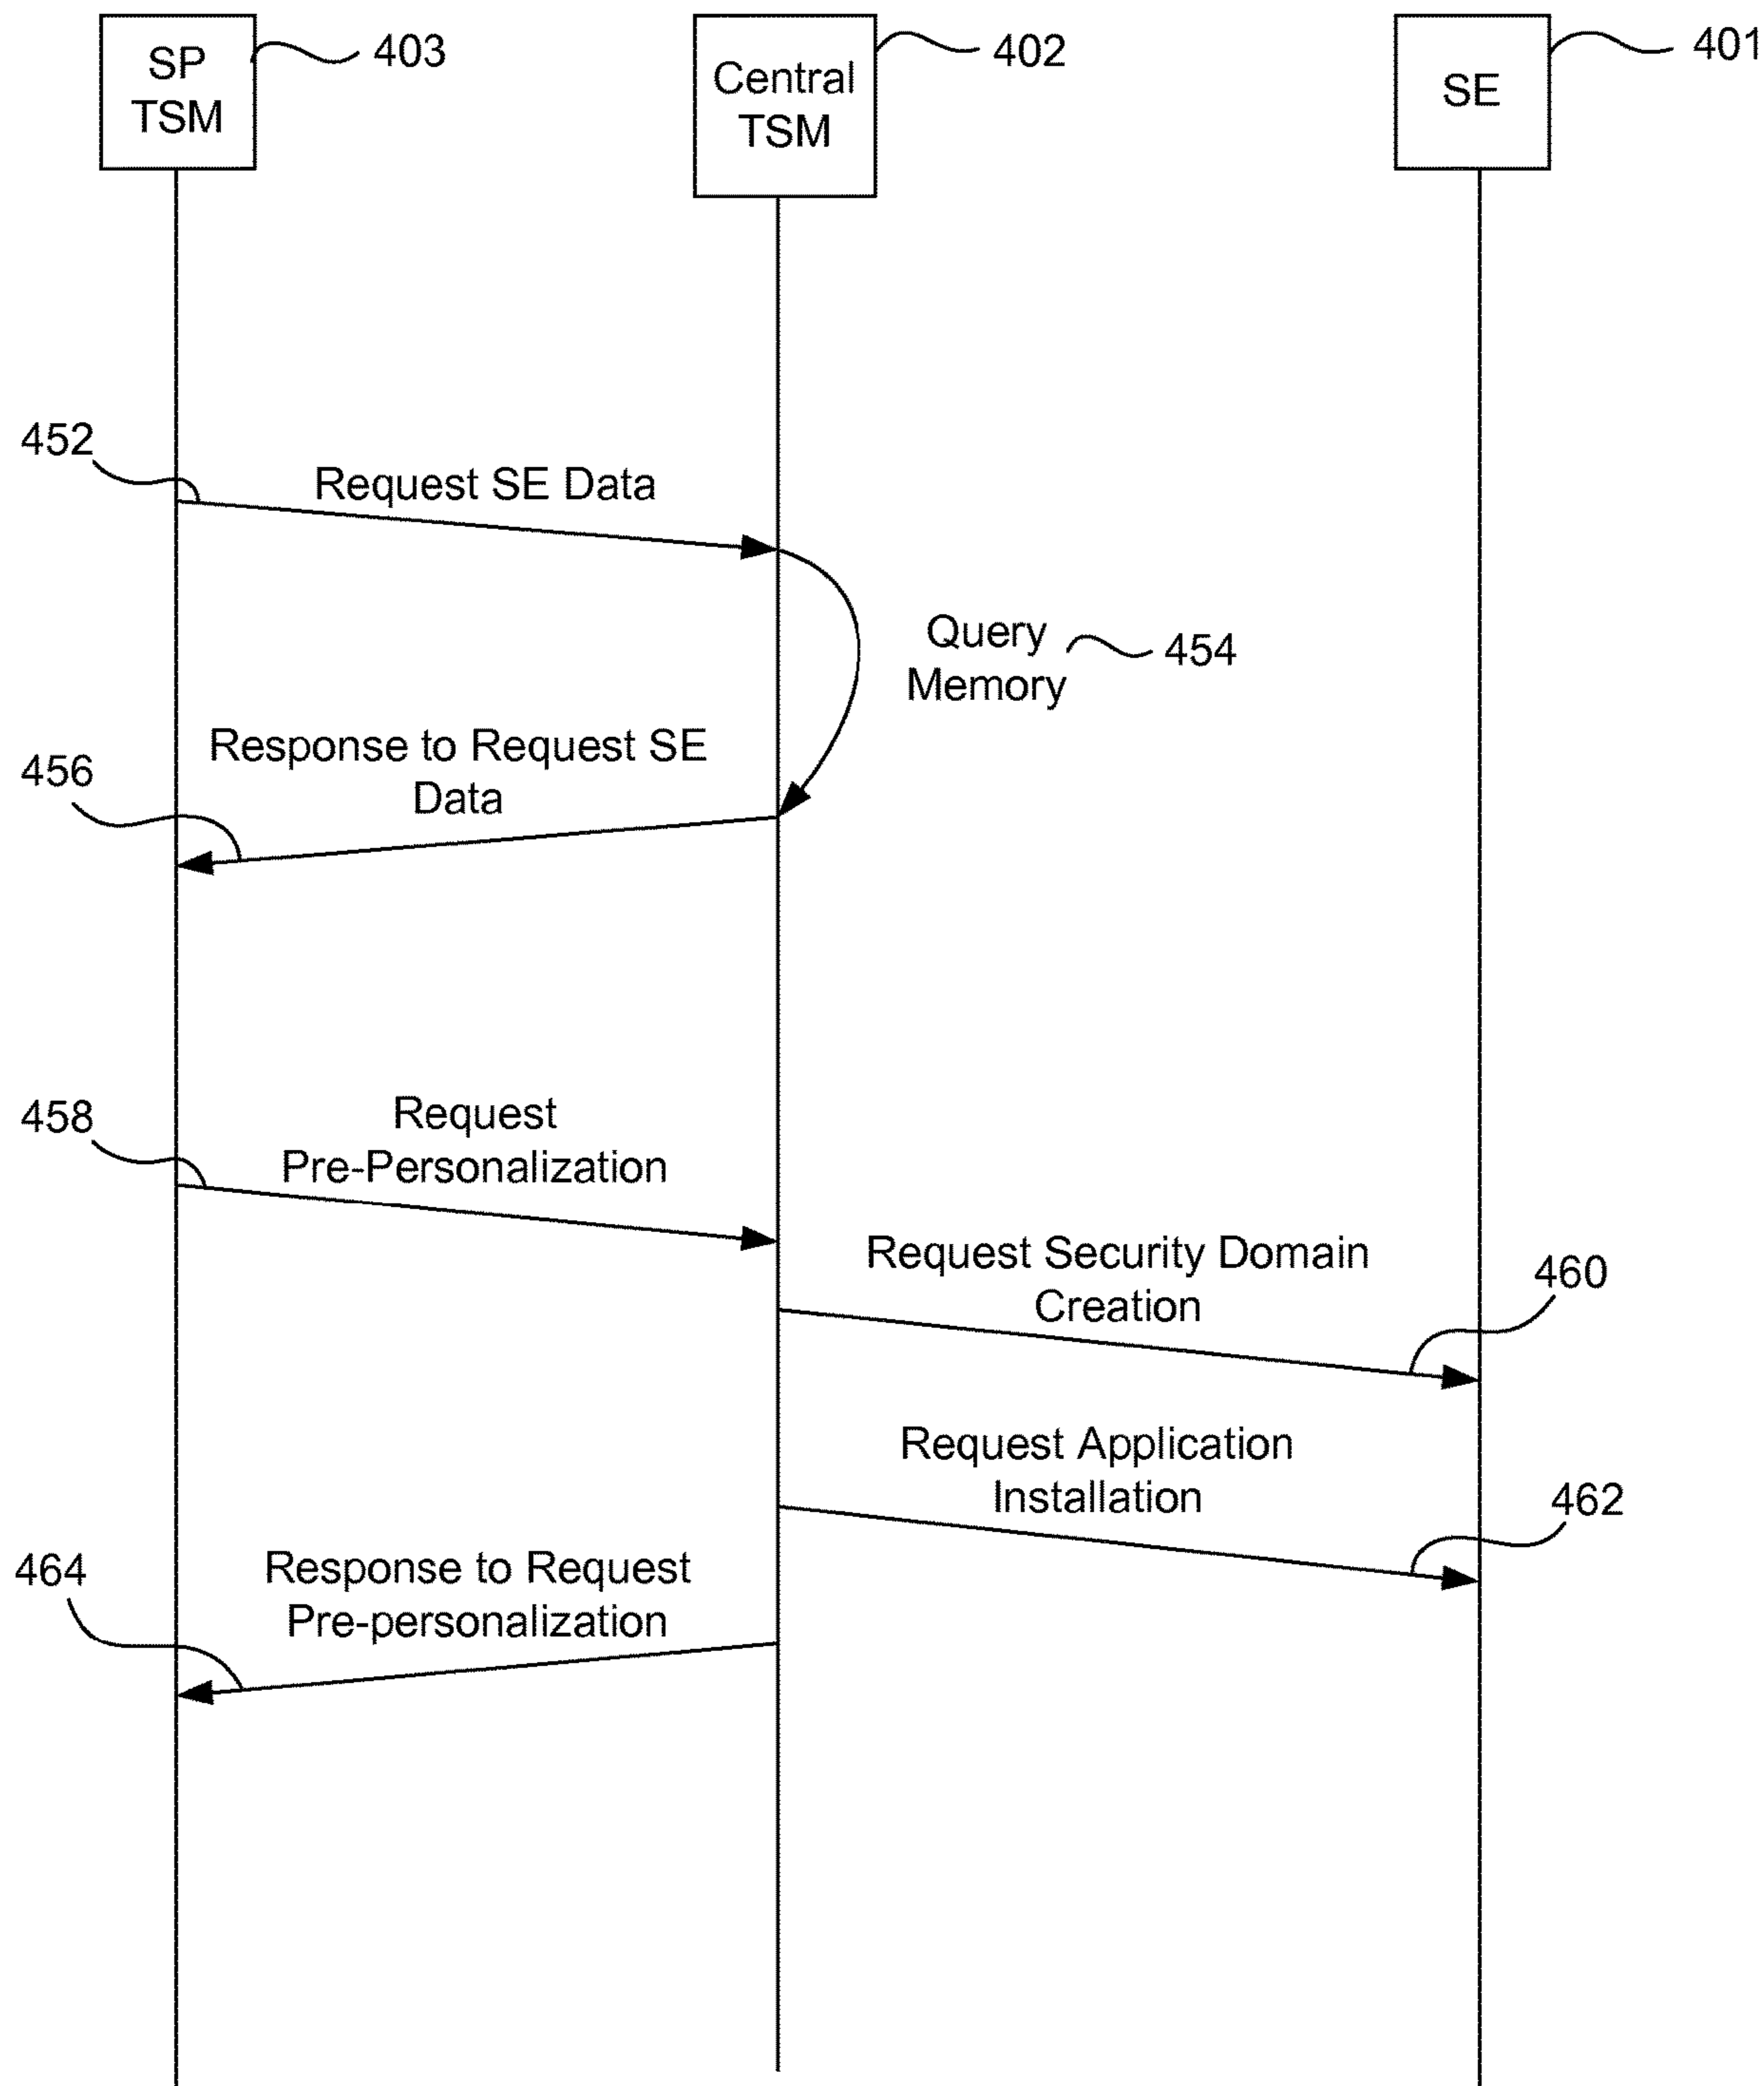 SP
TSM
403
Central
TSM
402
SE
401
452
Request SE Data
Query
Memory
454
Response to Request SE
Data
456
458
Request
Pre-Personalization
Request Security Domain
Creation
460
Request Application
Installation
462
464
Response to Request
Pre-personalization